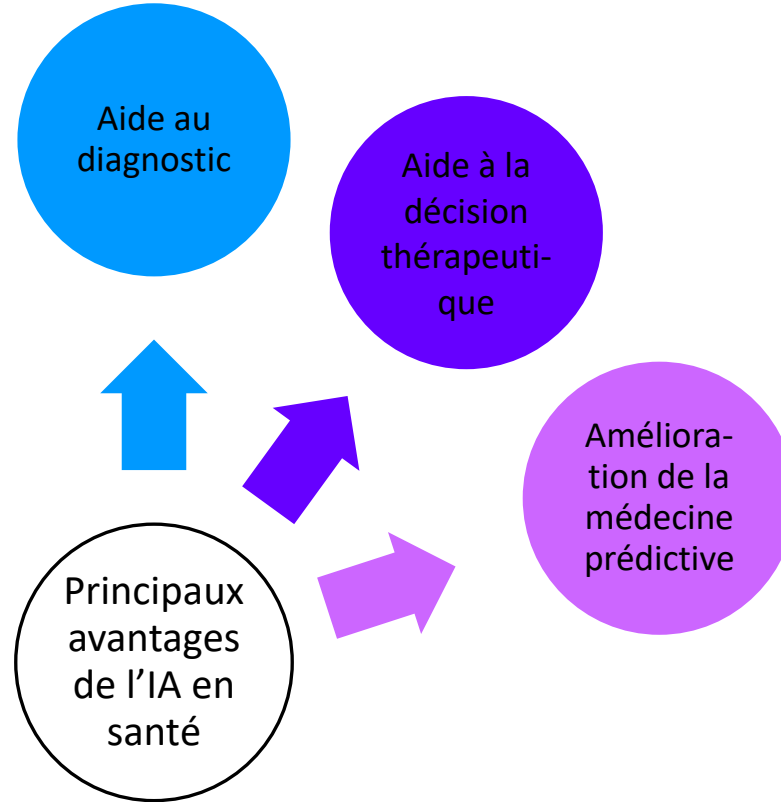 Aide au
diagnostic
Aide à la
décision
thérapeuti-
que
Améliora-
tion de la
médecine
prédictive
Principaux
avantages
de l’IA en
santé